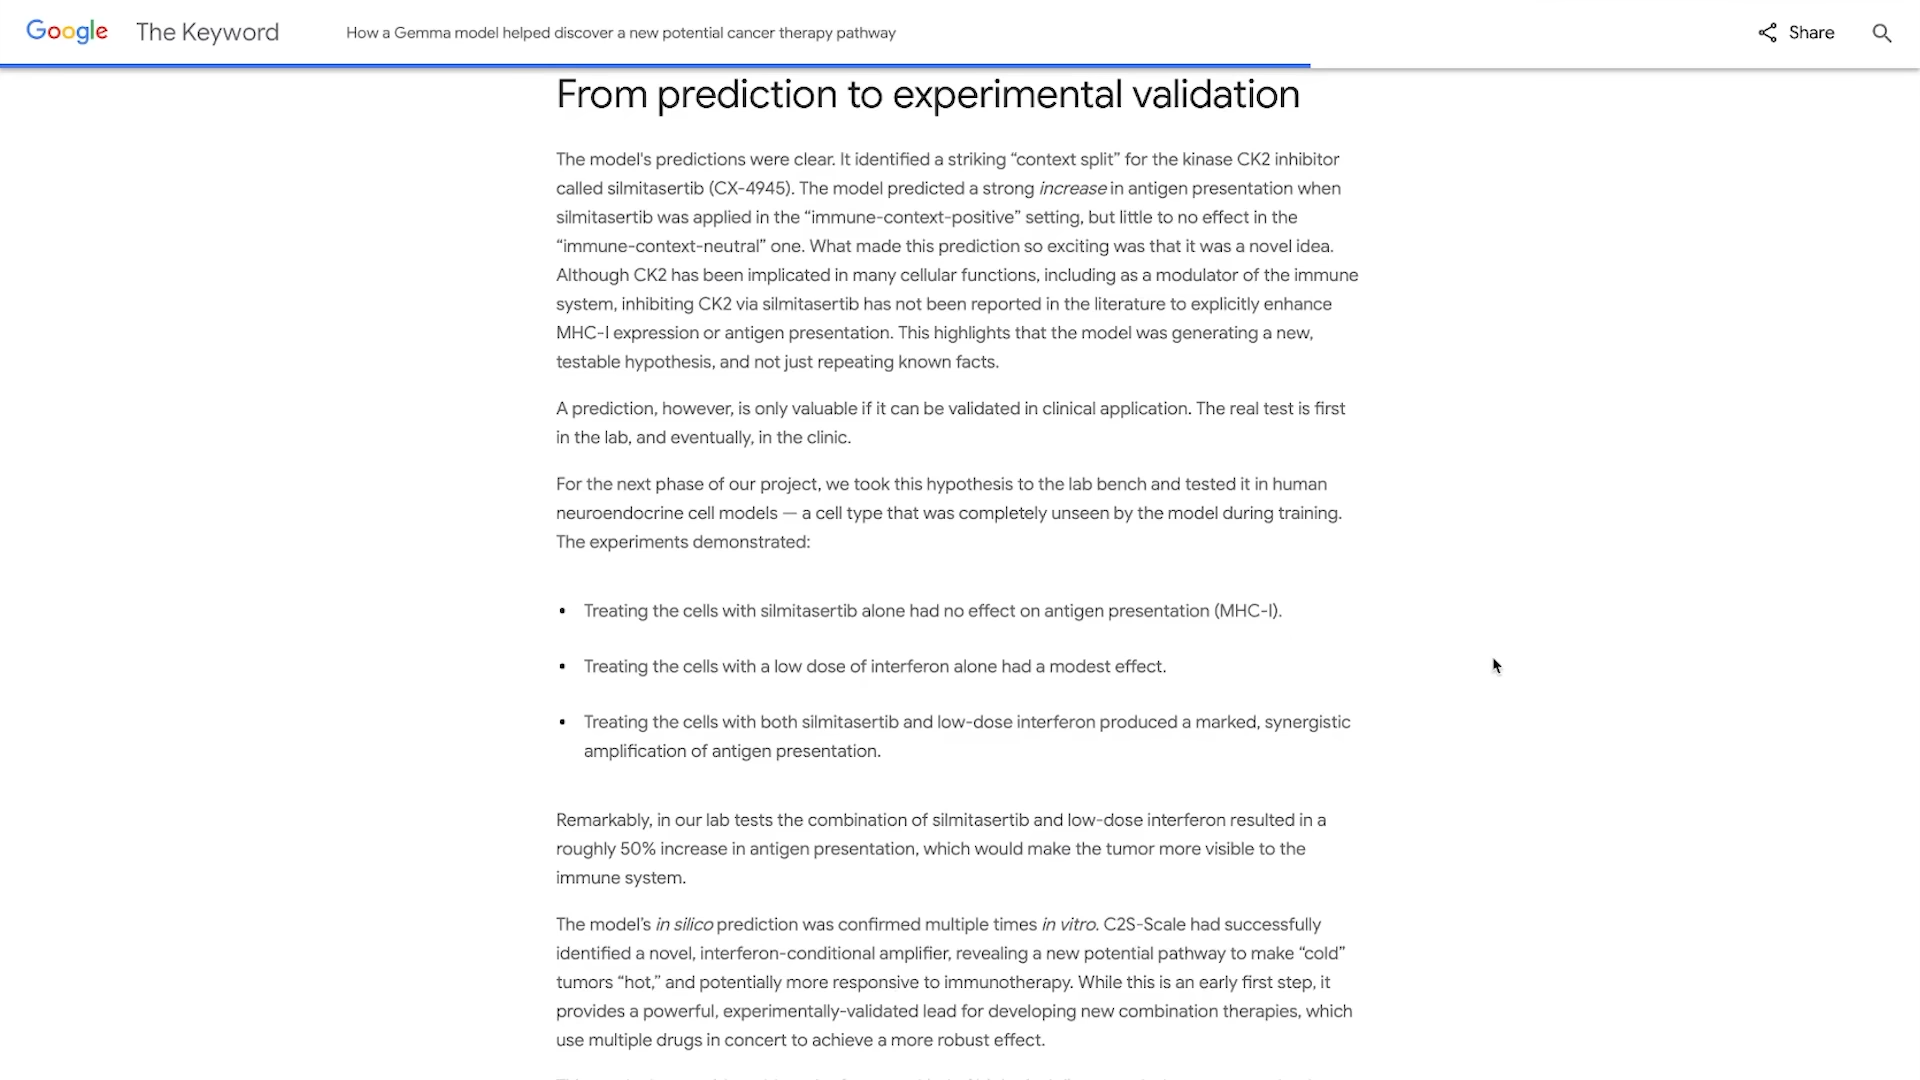 Google The Keyword How a Gemma model helped discover a new potential cancer therapy pathway Share
From prediction to experimental validation
The model's predictions were clear. It identified a striking “context split” for the kinase CK2 inhibitor
called silmitasertib (CX-4945). The model predicted a strong increase in antigen presentation when
silmitasertib was applied in the “immune-context-positive” setting, but little to no effect in the
“immune-context-neutral” one. What made this prediction so exciting was that it was a novel idea.
Although CK2 has been implicated in many cellular functions, including as a modulator of the immune
system, inhibiting CK2 via silmitasertib has not been reported in the literature to explicitly enhance
MHC-I expression or antigen presentation. This highlights that the model was generating a new,
testable hypothesis, and not just repeating known facts.
A prediction, however, is only valuable if it can be validated in clinical application. The real test is first
in the lab, and eventually, in the clinic.
For the next phase of our project, we took this hypothesis to the lab bench and tested it in human
neuroendocrine cell models — a cell type that was completely unseen by the model during training.
The experiments demonstrated:
• Treating the cells with silmitasertib alone had no effect on antigen presentation (MHC-I).
• Treating the cells with a low dose of interferon alone had a modest effect.
• Treating the cells with both silmitasertib and low-dose interferon produced a marked, synergistic
amplification of antigen presentation.
Remarkably, in our lab tests the combination of silmitasertib and low-dose interferon resulted in a
roughly 50% increase in antigen presentation, which would make the tumor more visible to the
immune system.
The model’s in silico prediction was confirmed multiple times in vitro. C2S-Scale had successfully
identified a novel, interferon-conditional amplifier, revealing a new potential pathway to make “cold”
tumors “hot,” and potentially more responsive to immunotherapy. While this is an early first step, it
provides a powerful, experimentally-validated lead for developing new combination therapies, which
use multiple drugs in concert to achieve a more robust effect.